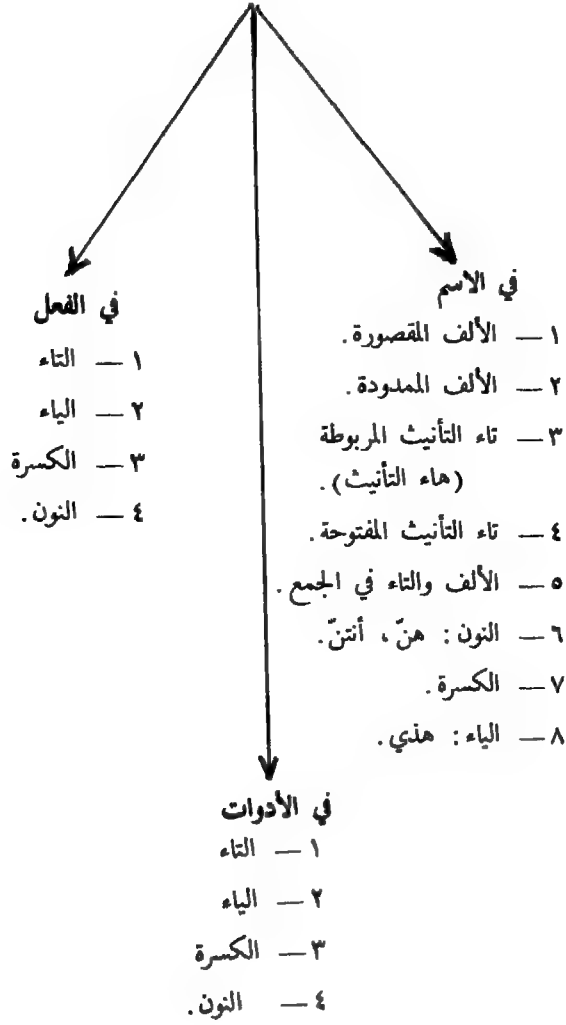 في الاسم
١ — الألف المقصورة.
٢ — الألف الممدودة.
٣ — تاء التأنيث المربوطة
(هاء التأنيث).
٤ — تاء التأنيث المفتوحة.
٥ — الألف والتاء في الجمع.
٦ — النون: هنّ، أنتنّ.
٧ — الكسرة.
٨ — الياء: هذي.
في الفعل
١ — التاء
٢ — الياء
٣ — الكسرة
٤ — النون.
في الأدوات
١ — التاء
٢ — الياء
٣ — الكسرة
٤ — النون.